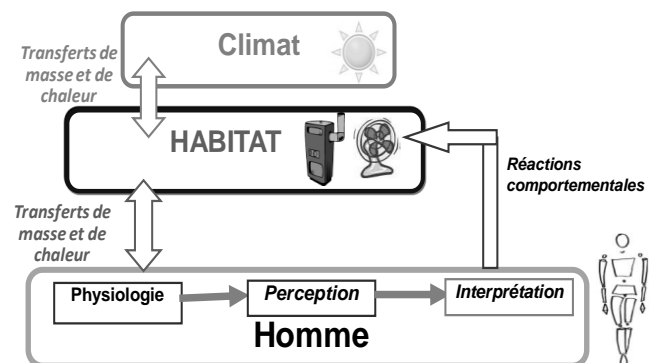 Climat
Transferts de
masse et de
chaleur
HABITAT
Réactions
comportementales
Transferts de
masse et de
chaleur
Physiologie
Perception
Interprétation
Homme